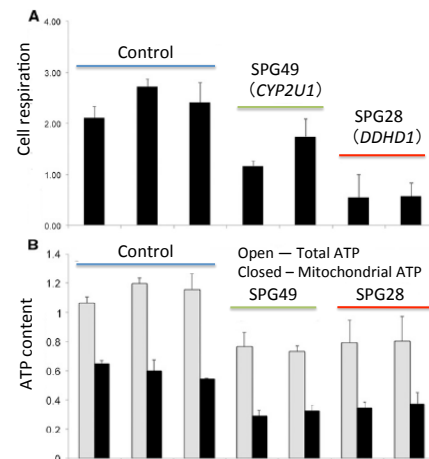 A
Cell respiration
4.00
3.00
2.00
1.00
0.00
Control
SPG49
(CYP2U1)
SPG28
(DDHD1)
B
ATP content
1.4
1.2
1
0.8
0.6
0.4
0.2
0
Control
Open — Total ATP
Closed – Mitochondrial ATP
SPG49
SPG28